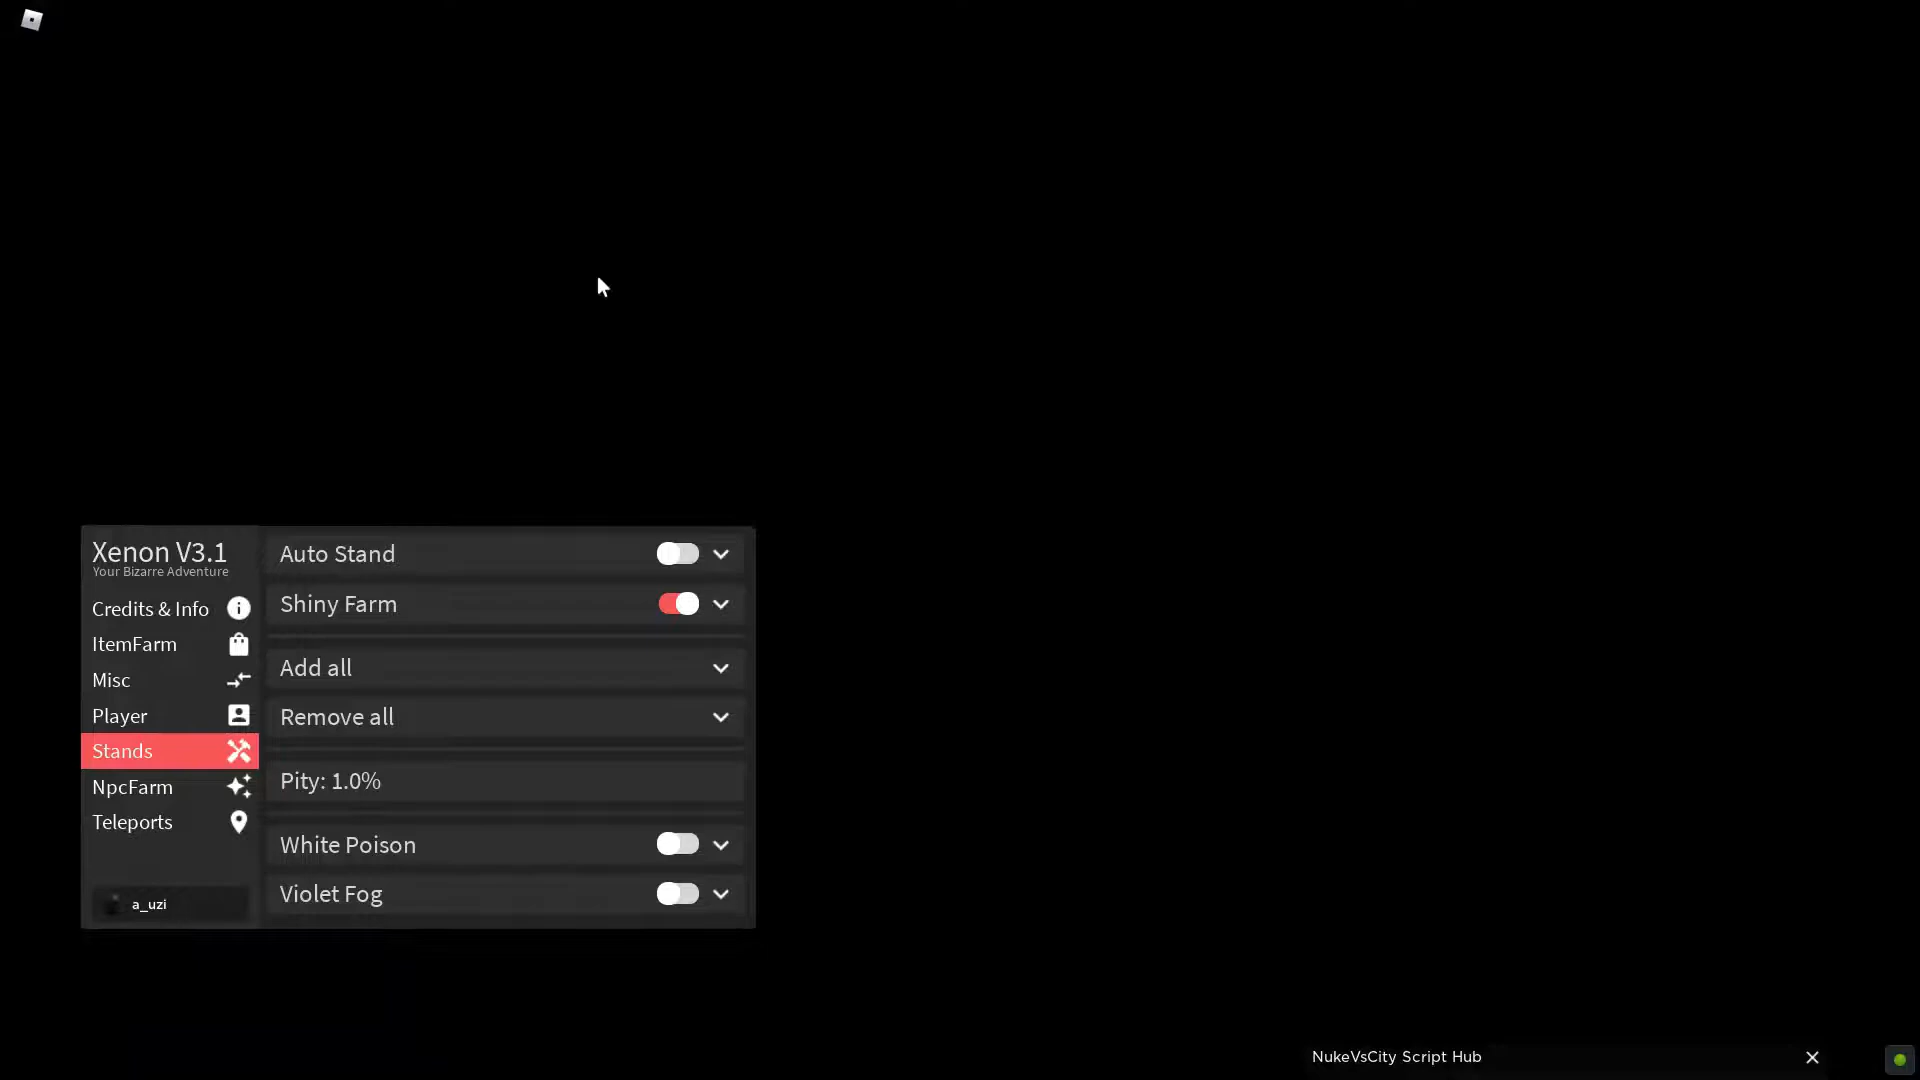 Xenon V3.1
Your Bizarre Adventure
Credits & Info
ItemFarm
Misc
Player
Stands
NpcFarm
Teleports
a_uzi
Auto Stand
Shiny Farm
Add all
Remove all
Pity: 1.0%
White Poison
Violet Fog
NukeVsCity Script Hub